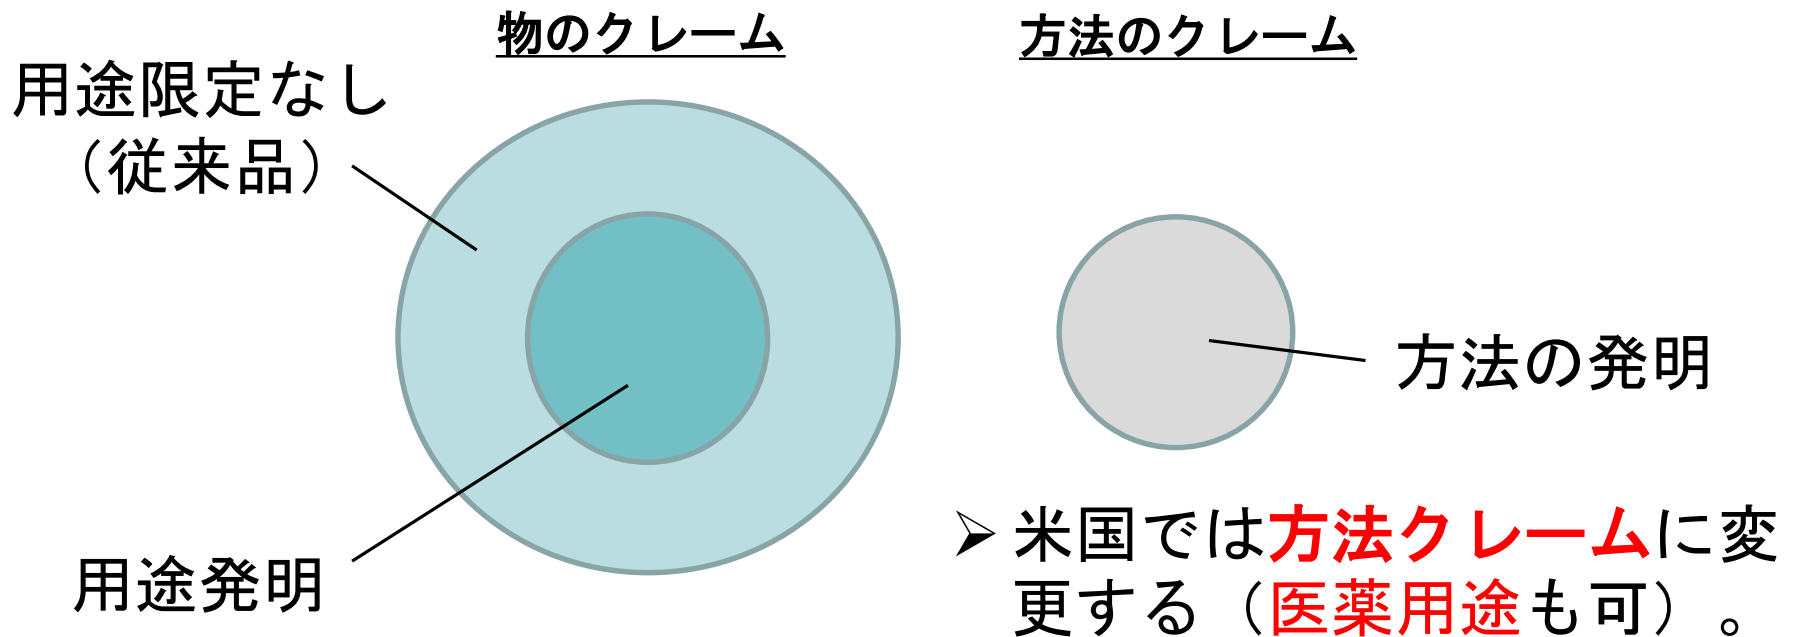 物のクレーム
方法のクレーム
用途限定なし
（従来品）
方法の発明
用途発明
➢ 米国では方法クレームに変
更する（医薬用途も可）。